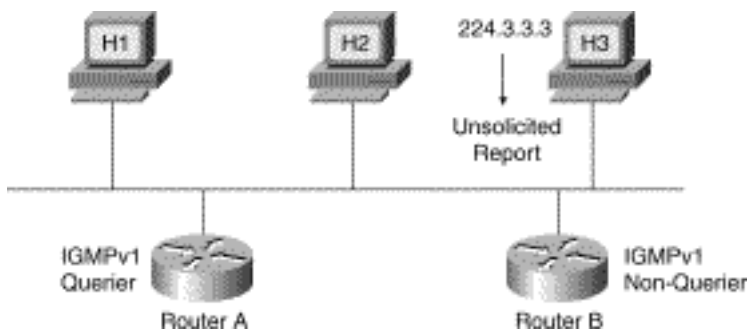 H1
H2
224.3.3.3
H3
Unsolicited
Report
IGMPv1
Querier
Router A
IGMPv1
Non-Querier
Router B